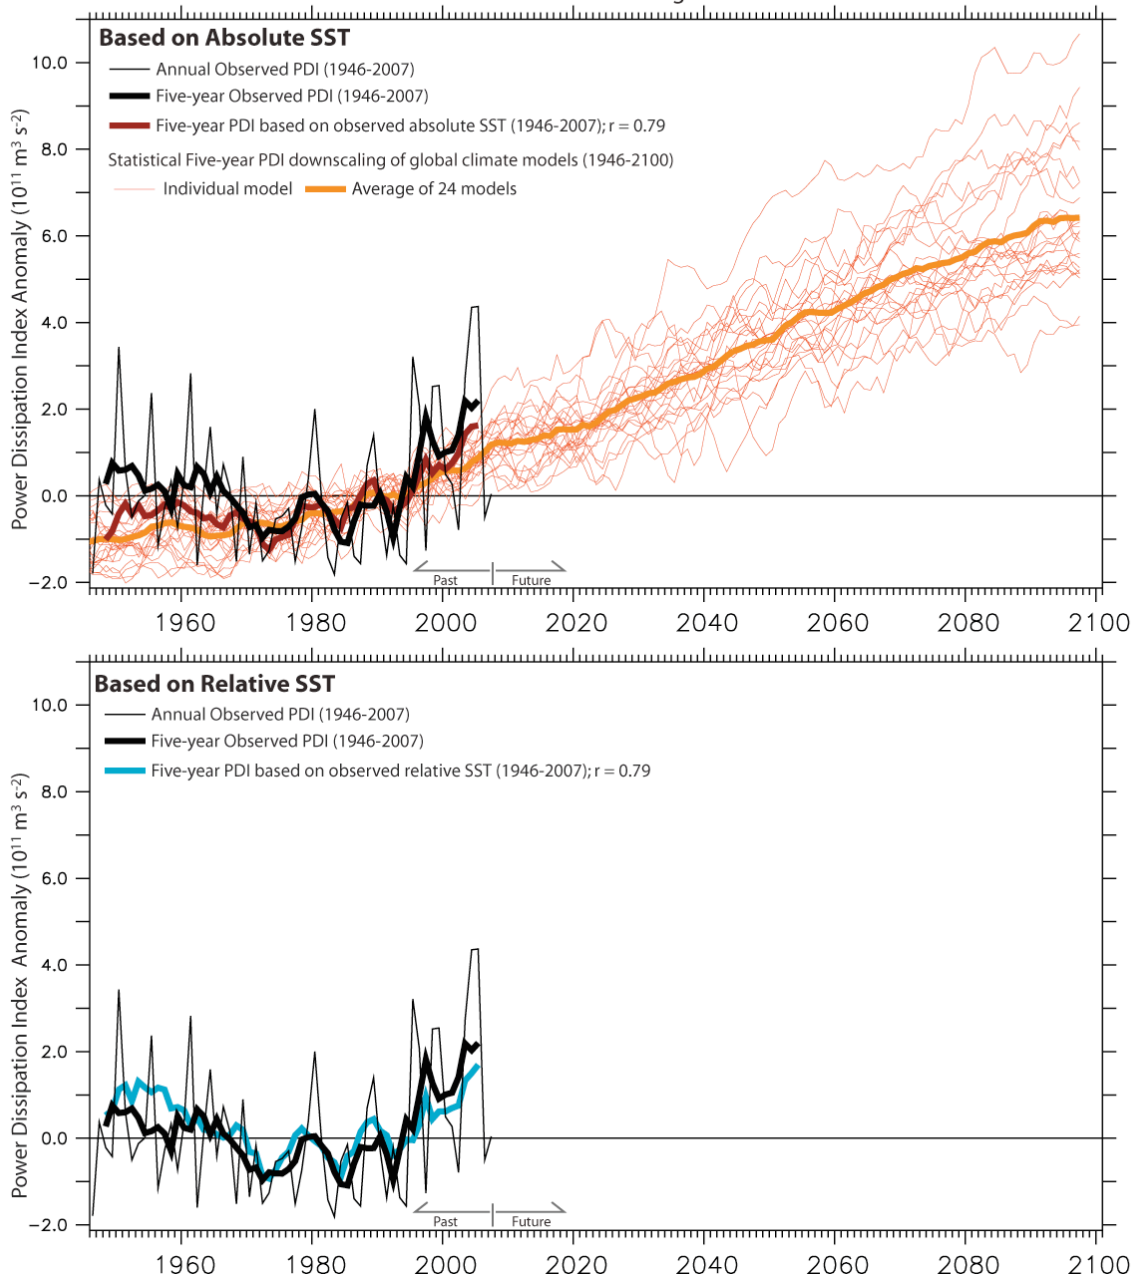 Based on Absolute SST
Annual Observed PDI (1946-2007)
Five-year Observed PDI (1946-2007)
Five-year PDI based on observed absolute SST (1946-2007); r = 0.79
Statistical Five-year PDI downscaling of global climate models (1946-2100)
Individual model Average of 24 models
Power Dissipation Index Anomaly (10¹¹ m³ s⁻²)
10.0
8.0
6.0
4.0
2.0
0.0
−2.0
Past Future
1960 1980 2000 2020 2040 2060 2080 2100
Based on Relative SST
Annual Observed PDI (1946-2007)
Five-year Observed PDI (1946-2007)
Five-year PDI based on observed relative SST (1946-2007); r = 0.79
Power Dissipation Index Anomaly (10¹¹ m³ s⁻²)
10.0
8.0
6.0
4.0
2.0
0.0
−2.0
Past Future
1960 1980 2000 2020 2040 2060 2080 2100